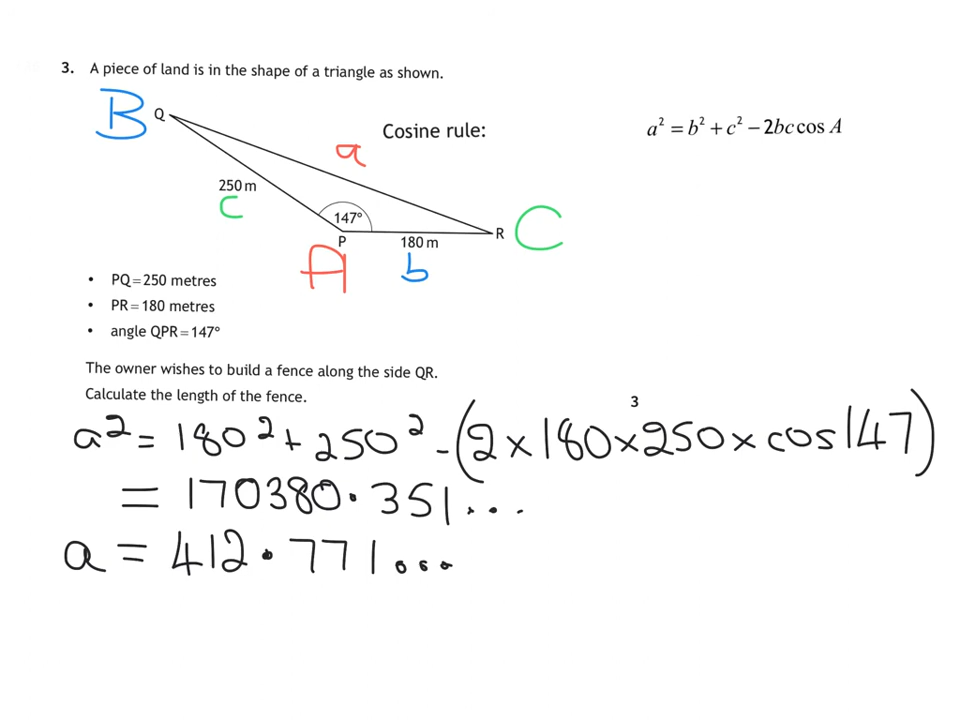 3. A piece of land is in the shape of a triangle as shown.
B Q
Cosine rule:
a² = b² + c² − 2bc cos A
a
250 m
c
147°
P
180 m
R
C
A
b
• PQ = 250 metres
• PR = 180 metres
• angle QPR = 147°
The owner wishes to build a fence along the side QR.
Calculate the length of the fence.
3
a² = 180² + 250² - (2 x 180 x 250 x cos 147)
= 170380.351...
a = 412.771...